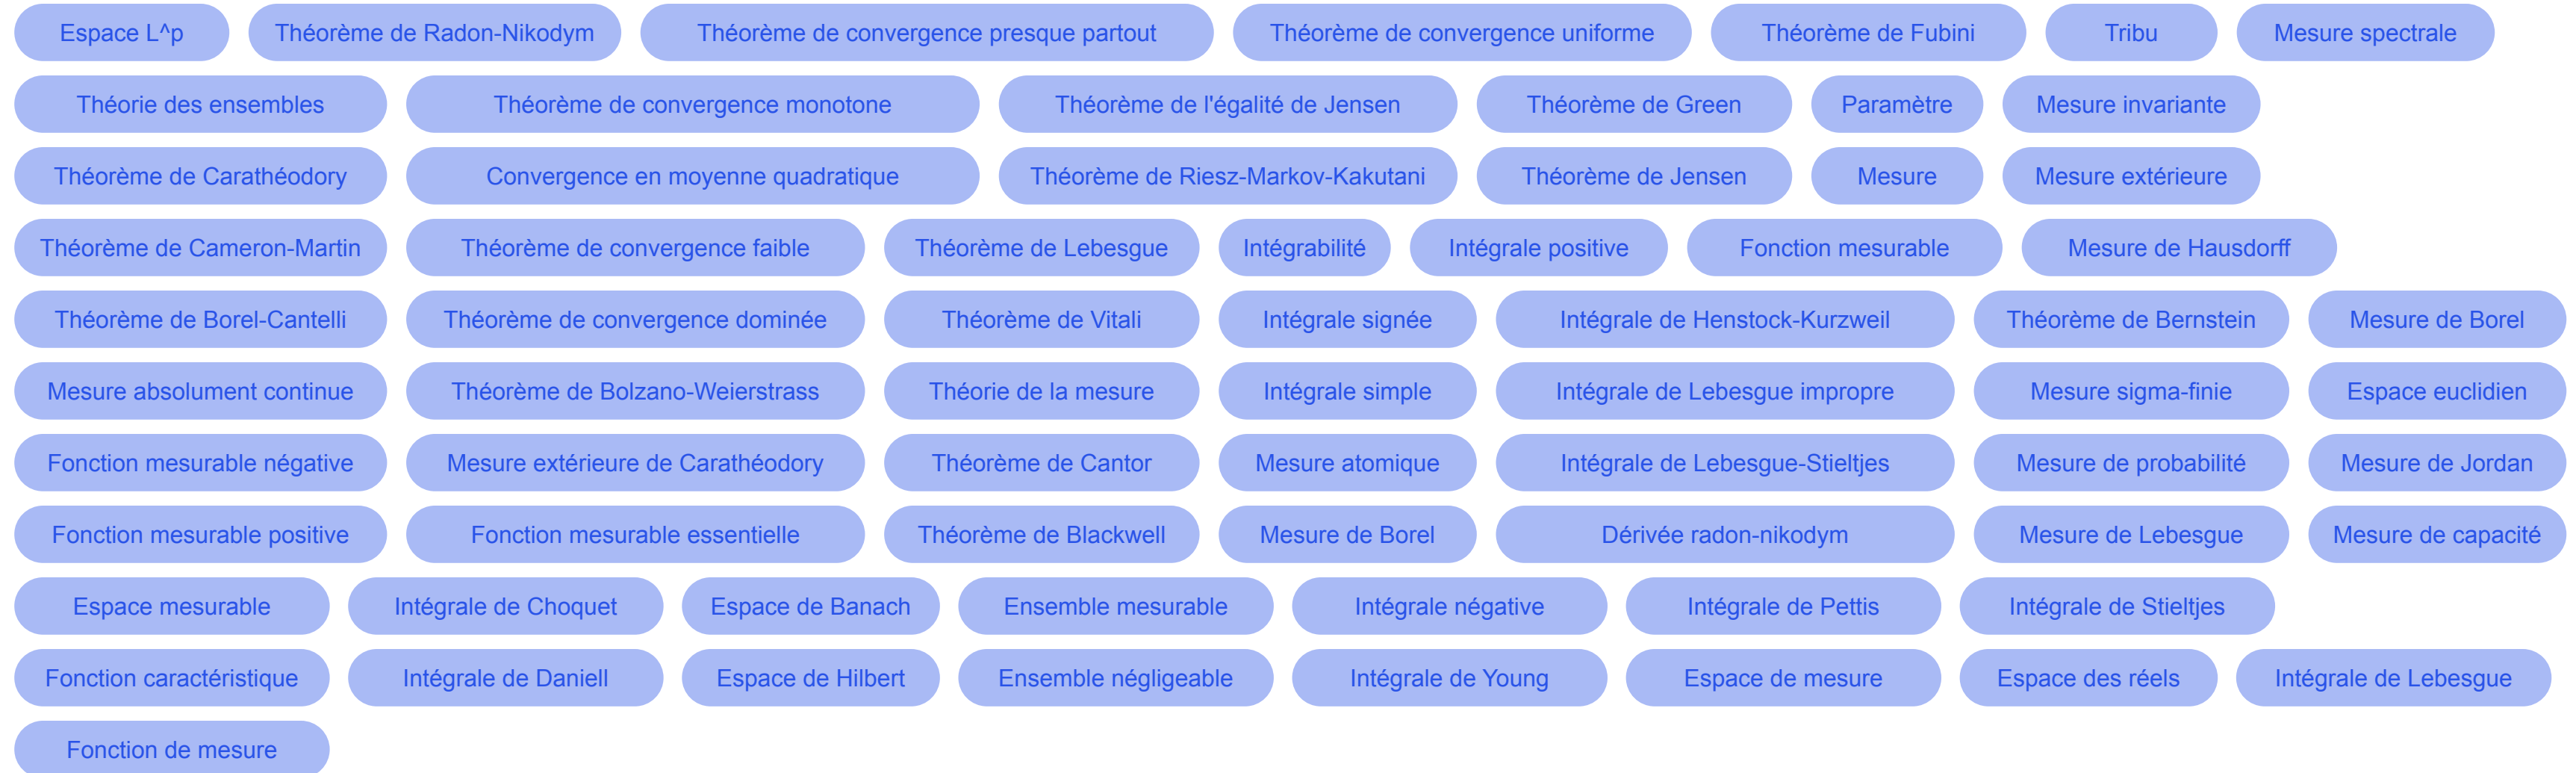 Espace L^p Théorème de Radon-Nikodym Théorème de convergence presque partout Théorème de convergence uniforme Théorème de Fubini Tribu Mesure spectrale
Théorie des ensembles Théorème de convergence monotone Théorème de l'égalité de Jensen Théorème de Green Paramètre Mesure invariante
Théorème de Carathéodory Convergence en moyenne quadratique Théorème de Riesz-Markov-Kakutani Théorème de Jensen Mesure Mesure extérieure
Théorème de Cameron-Martin Théorème de convergence faible Théorème de Lebesgue Intégrabilité Intégrale positive Fonction mesurable Mesure de Hausdorff
Théorème de Borel-Cantelli Théorème de convergence dominée Théorème de Vitali Intégrale signée Intégrale de Henstock-Kurzweil Théorème de Bernstein Mesure de Borel
Mesure absolument continue Théorème de Bolzano-Weierstrass Théorie de la mesure Intégrale simple Intégrale de Lebesgue impropre Mesure sigma-finie Espace euclidien
Fonction mesurable négative Mesure extérieure de Carathéodory Théorème de Cantor Mesure atomique Intégrale de Lebesgue-Stieltjes Mesure de probabilité Mesure de Jordan
Fonction mesurable positive Fonction mesurable essentielle Théorème de Blackwell Mesure de Borel Dérivée radon-nikodym Mesure de Lebesgue Mesure de capacité
Espace mesurable Intégrale de Choquet Espace de Banach Ensemble mesurable Intégrale négative Intégrale de Pettis Intégrale de Stieltjes
Fonction caractéristique Intégrale de Daniell Espace de Hilbert Ensemble négligeable Intégrale de Young Espace de mesure Espace des réels Intégrale de Lebesgue
Fonction de mesure